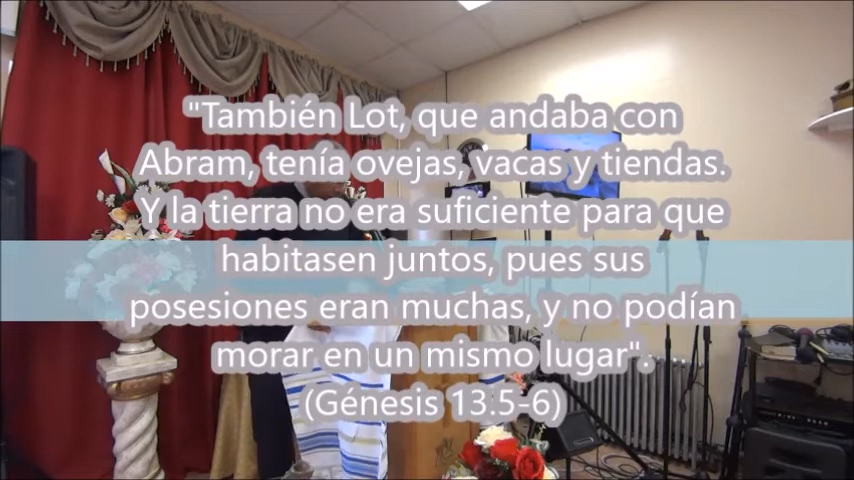 "También Lot, que andaba con
Abram, tenía ovejas, vacas y tiendas.
Y la tierra no era suficiente para que
habitasen juntos, pues sus
posesiones eran muchas, y no podían
morar en un mismo lugar".
(Génesis 13.5-6)